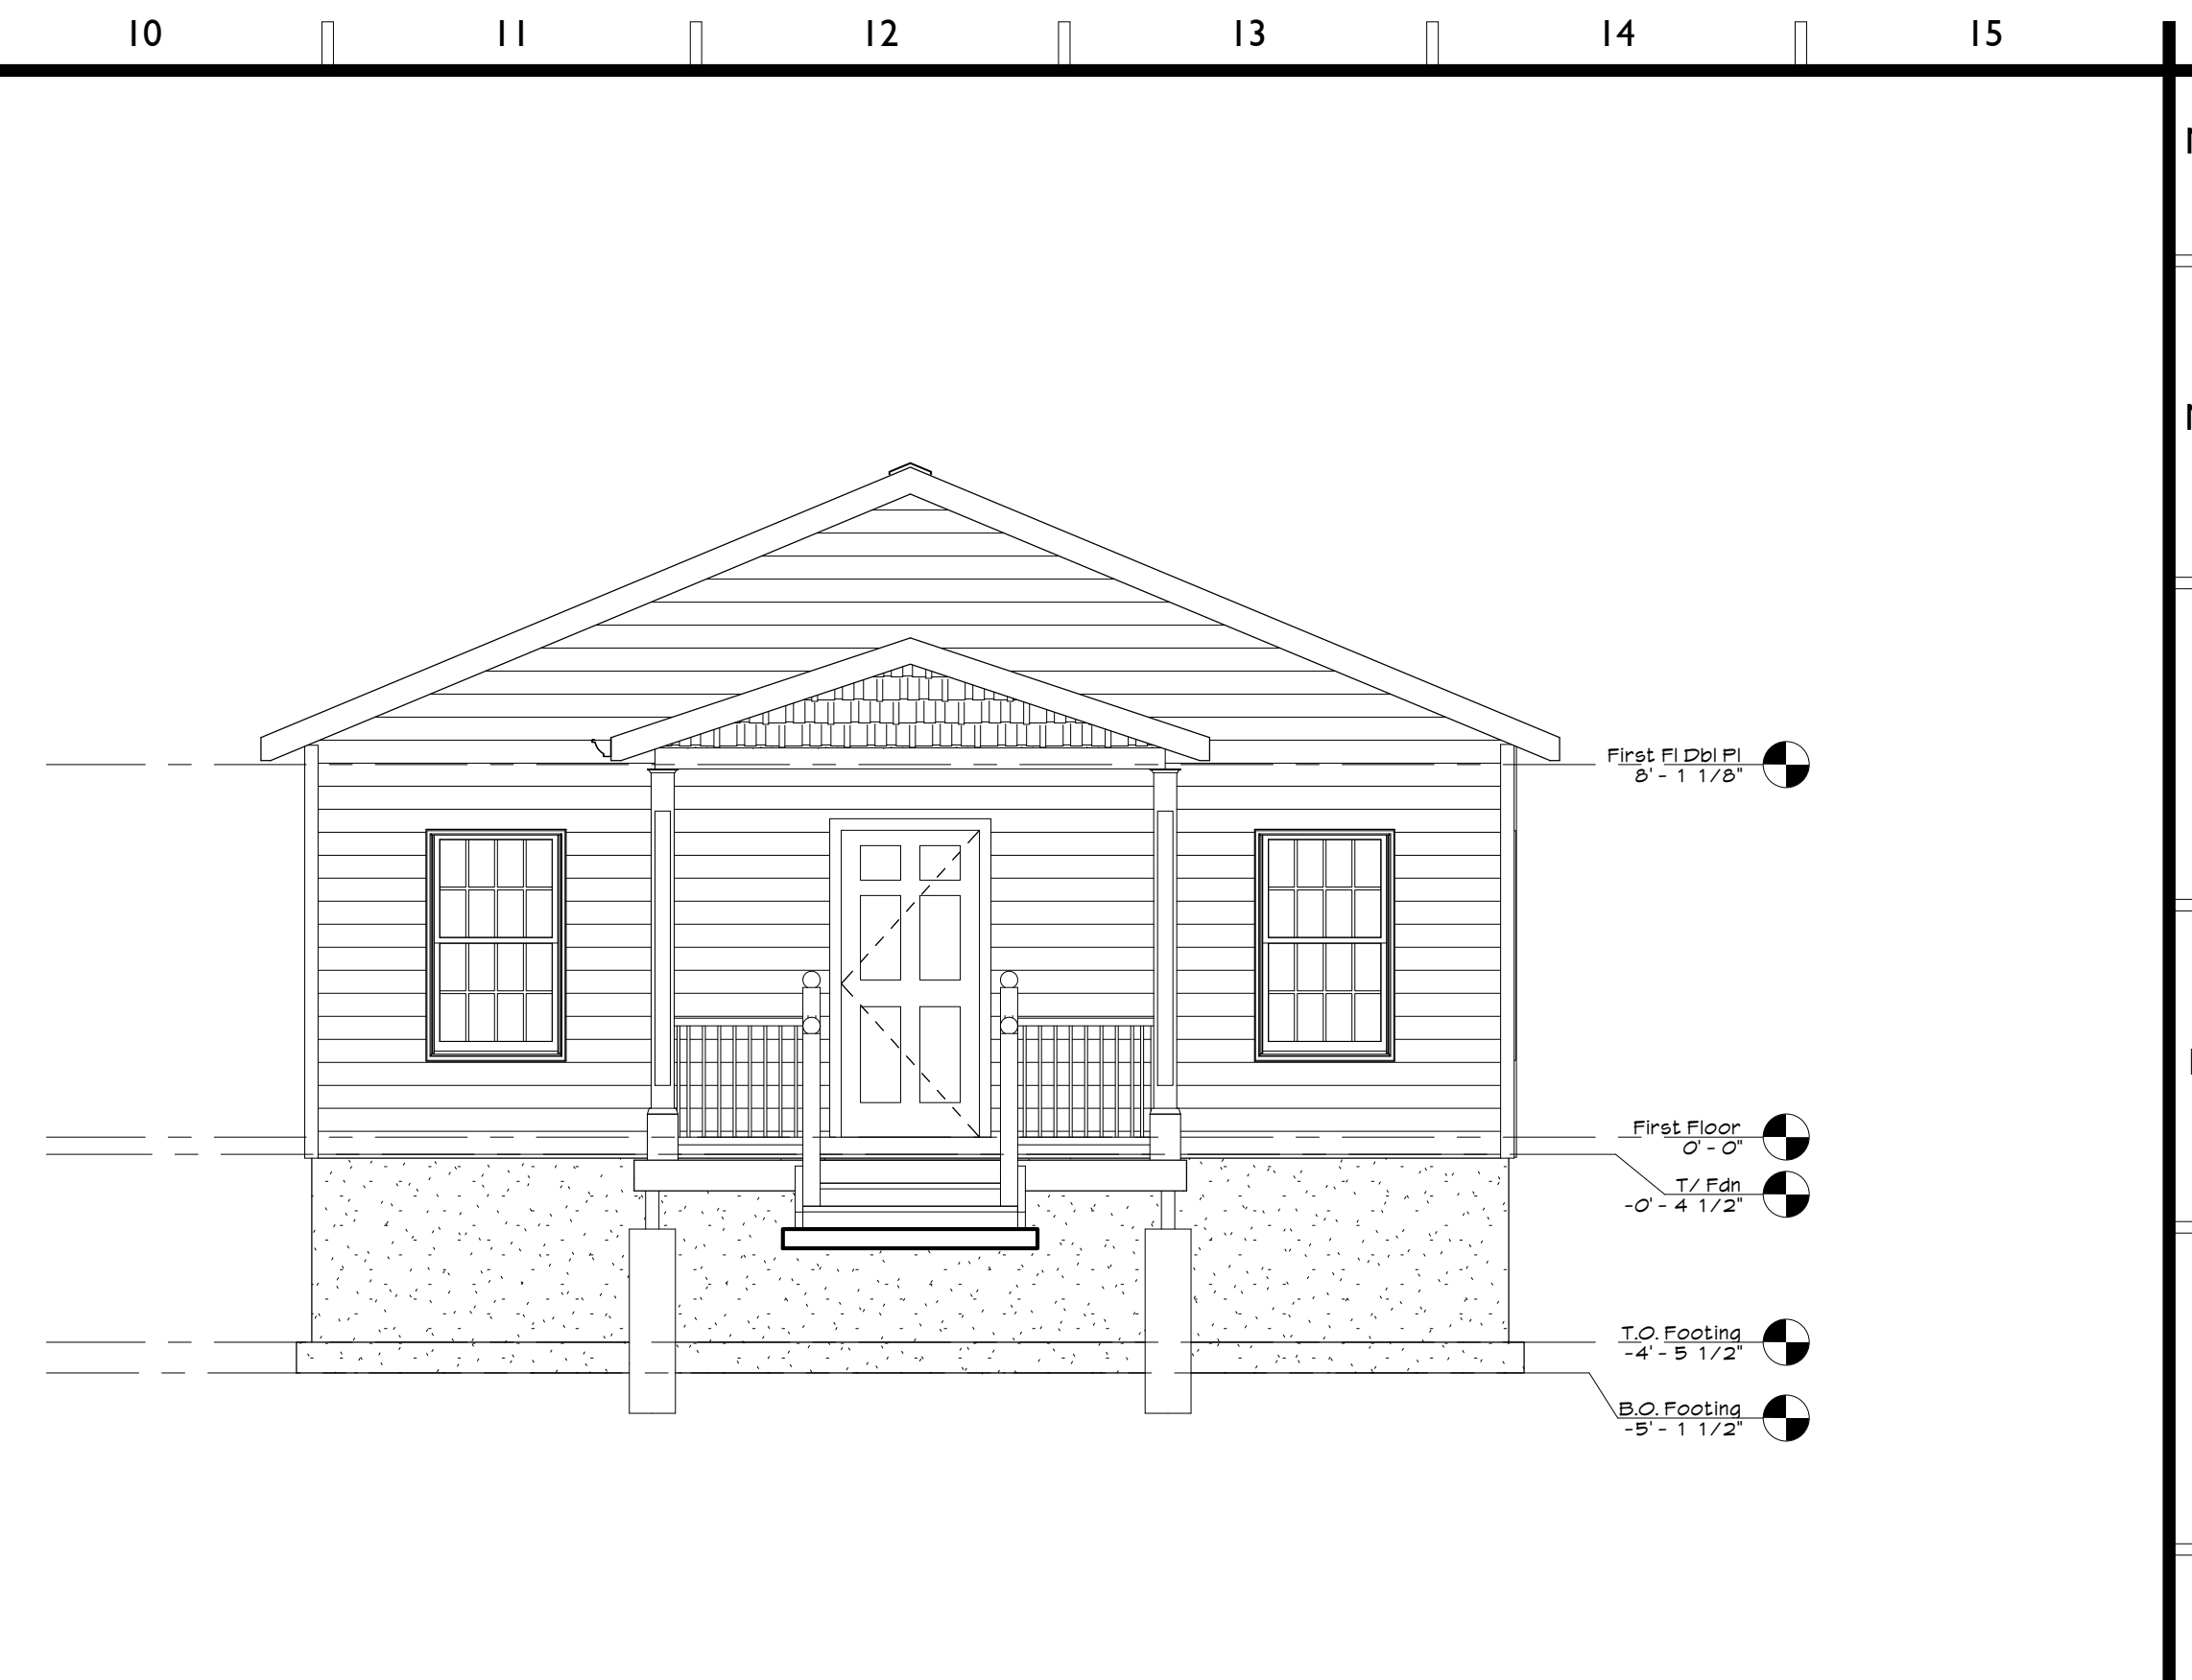 10 11 12 13 14 15
First Fl Dbl Pl
8' - 1 1/8"
First Floor
0' - 0"
T/ Fdn
-0' - 4 1/2"
T.O. Footing
-4' - 5 1/2"
B.O. Footing
-5' - 1 1/2"